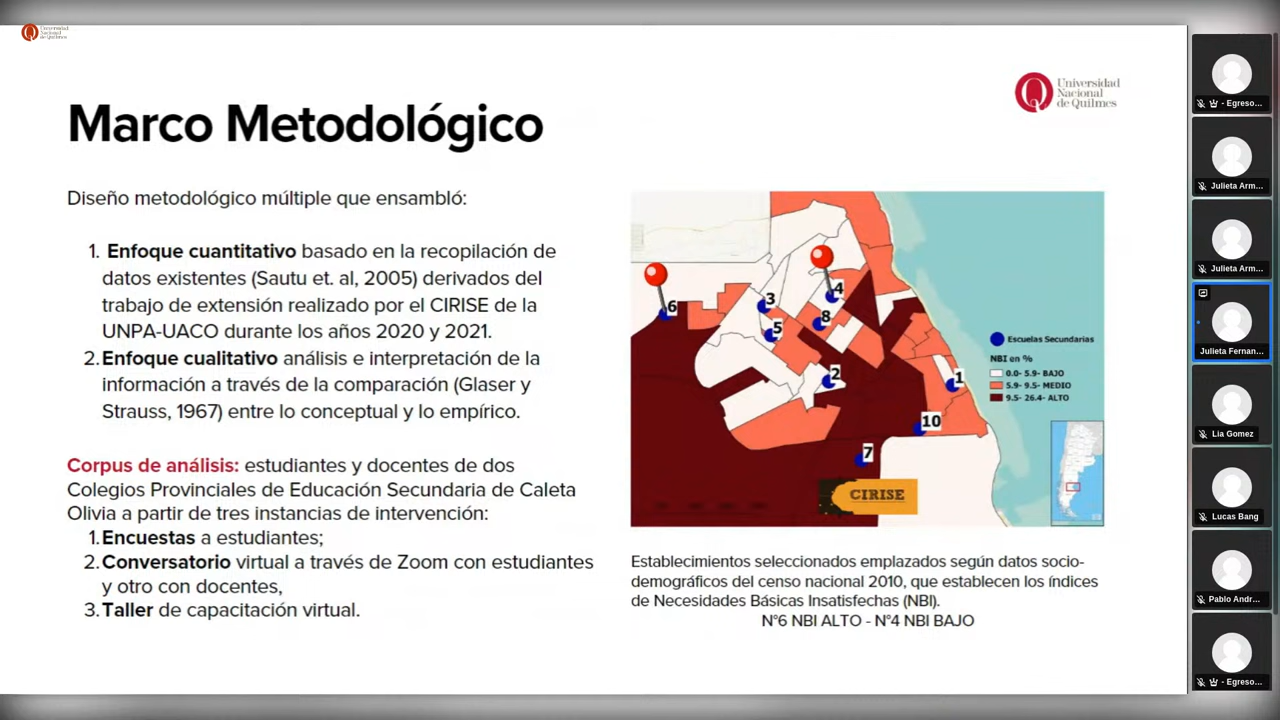 Universidad
Nacional
de Quilmes
Universidad
Nacional
de Quilmes
Marco Metodológico
Diseño metodológico múltiple que ensambló:
1. Enfoque cuantitativo basado en la recopilación de
datos existentes (Sautu et. al, 2005) derivados del
trabajo de extensión realizado por el CIRISE de la
UNPA-UACO durante los años 2020 y 2021.
2. Enfoque cualitativo análisis e interpretación de la
información a través de la comparación (Glaser y
Strauss, 1967) entre lo conceptual y lo empírico.
Corpus de análisis: estudiantes y docentes de dos
Colegios Provinciales de Educación Secundaria de Caleta
Olivia a partir de tres instancias de intervención:
1. Encuestas a estudiantes;
2. Conversatorio virtual a través de Zoom con estudiantes
y otro con docentes,
3. Taller de capacitación virtual.
6
3
4
5
8
2
1
10
7
Escuelas Secundarias
NBI en %
0.0- 5.9- BAJO
5.9- 9.5- MEDIO
9.5- 26.4- ALTO
CIRISE
Establecimientos seleccionados emplazados según datos socio-
demográficos del censo nacional 2010, que establecen los índices
de Necesidades Básicas Insatisfechas (NBI).
N°6 NBI ALTO - N°4 NBI BAJO
- Egreso...
Julieta Arm...
Julieta Arm...
Julieta Fernan...
Lia Gomez
Lucas Bang
Pablo Andr...
- Egreso...